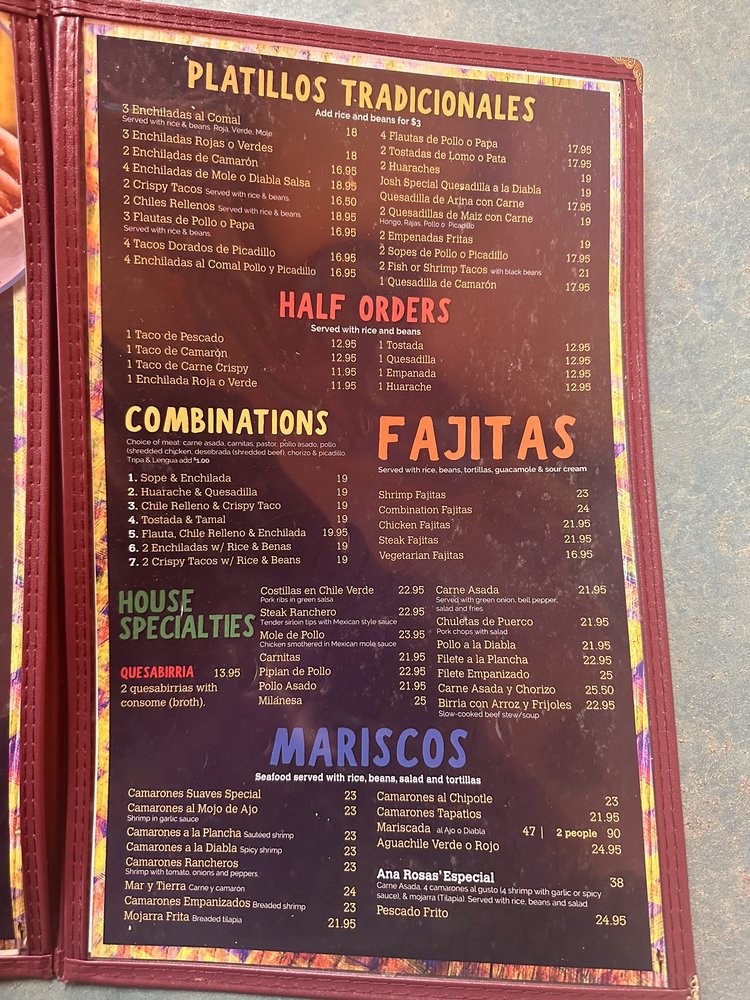 PLATILLOS TRADICIONALES
Add rice and beans for $3
3 Enchiladas al Comal 18
Served with rice & beans. Roja, Verde, Mole
3 Enchiladas Rojas o Verdes 18
2 Enchiladas de Camarón 16.95
4 Enchiladas de Mole o Diabla Salsa 18.95
2 Crispy Tacos Served with rice & beans 16.50
2 Chiles Rellenos Served with rice & beans 18.95
3 Flautas de Pollo o Papa 16.95
Served with rice & beans
4 Tacos Dorados de Picadillo 16.95
4 Enchiladas al Comal Pollo y Picadillo 16.95
4 Flautas de Pollo o Papa 17.95
2 Tostadas de Lomo o Pata 17.95
2 Huaraches 19
Josh Special Quesadilla a la Diabla 19
Quesadilla de Arina con Carne 17.95
2 Quesadillas de Maiz con Carne 19
Hongo, Rajas, Pollo o Picadillo
2 Empenadas Fritas 19
2 Sopes de Pollo o Picadillo 17.95
2 Fish or Shrimp Tacos with black beans 21
1 Quesadilla de Camarón 17.95
HALF ORDERS
Served with rice and beans
1 Taco de Pescado 12.95
1 Taco de Camarón 12.95
1 Taco de Carne Crispy 11.95
1 Enchilada Roja o Verde 11.95
1 Tostada 12.95
1 Quesadilla 12.95
1 Empanada 12.95
1 Huarache 12.95
COMBINATIONS
Choice of meat: carne asada, carnitas, pastor, pollo asado, pollo
(shredded chicken, desebrada (shredded beef), chorizo & picadillo.
Tripa & Lengua add $1.00
1. Sope & Enchilada 19
2. Huarache & Quesadilla 19
3. Chile Relleno & Crispy Taco 19
4. Tostada & Tamal 19
5. Flauta, Chile Relleno & Enchilada 19.95
6. 2 Enchiladas w/ Rice & Benas 19
7. 2 Crispy Tacos w/ Rice & Beans 19
FAJITAS
Served with rice, beans, tortillas, guacamole & sour cream
Shrimp Fajitas 23
Combination Fajitas 24
Chicken Fajitas 21.95
Steak Fajitas 21.95
Vegetarian Fajitas 16.95
HOUSE
SPECIALTIES
QUESABIRRIA 13.95
2 quesabirrias with
consome (broth).
Costillas en Chile Verde 22.95
Pork ribs in green salsa
Steak Ranchero 22.95
Tender sirloin tips with Mexican style sauce
Mole de Pollo 23.95
Chicken smothered in Mexican mole sauce
Carnitas 21.95
Pipian de Pollo 22.95
Pollo Asado 21.95
Milanesa 25
Carne Asada 21.95
Served with green onion, bell pepper,
salad and fries
Chuletas de Puerco 21.95
Pork chops with salad
Pollo a la Diabla 21.95
Filete a la Plancha 22.95
Filete Empanizado 25
Carne Asada y Chorizo 25.50
Birria con Arroz y Frijoles 22.95
Slow-cooked beef stew/soup
MARISCOS
Seafood served with rice, beans, salad and tortillas
Camarones Suaves Special 23
Camarones al Mojo de Ajo 23
Shrimp in garlic sauce
Camarones a la Plancha Sautéed shrimp 23
Camarones a la Diabla Spicy shrimp 23
Camarones Rancheros 23
Shrimp with tomato, onions and peppers.
Mar y Tierra Carne y camarón 24
Camarones Empanizados Breaded shrimp 23
Mojarra Frita Breaded tilapia 21.95
Camarones al Chipotle 23
Camarones Tapatios 21.95
Mariscada al Ajo o Diabla 47 | 2 people 90
Aguachile Verde o Rojo 24.95
Ana Rosas' Especial 38
Carne Asada, 4 camarones al gusto (4 shrimp with garlic or spicy
sauce), & mojarra (Tilapia). Served with rice, beans and salad
Pescado Frito 24.95